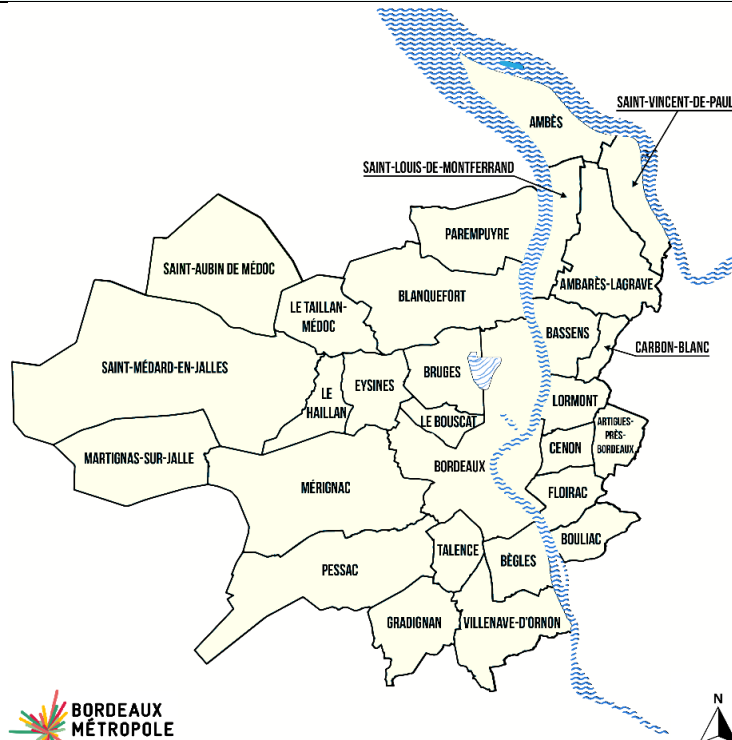 SAINT-VINCENT-DE-PAUL
AMBÈS
SAINT-LOUIS-DE-MONTFERRAND
PAREMPUYRE
SAINT-AUBIN DE MÉDOC
AMBARÈS-LAGRAVE
BLANQUEFORT
LE TAILLAN-
MÉDOC
BASSENS
CARBON-BLANC
SAINT-MÉDARD-EN-JALLES
BRUGES
EYSINES
LE
HAILLAN
LORMONT
LE BOUSCAT
ARTIGUES-
PRÈS-
BORDEAUX
CENON
MARTIGNAS-SUR-JALLE
BORDEAUX
MÉRIGNAC
FLOIRAC
BOULIAC
TALENCE
BÈGLES
PESSAC
GRADIGNAN
VILLENAVE-D'ORNON
N
BORDEAUX
MÉTROPOLE